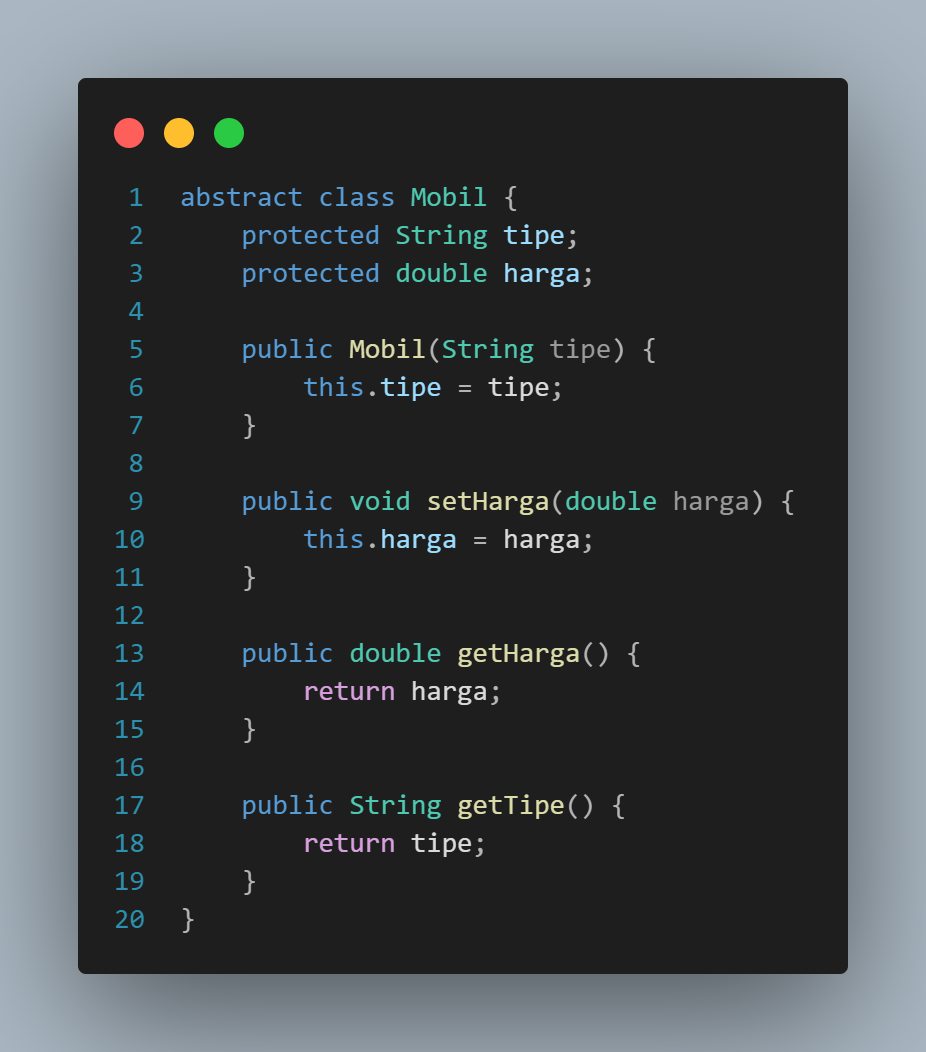 1 abstract class Mobil {
2     protected String tipe;
3     protected double harga;
4
5     public Mobil(String tipe) {
6         this.tipe = tipe;
7     }
8
9     public void setHarga(double harga) {
10         this.harga = harga;
11     }
12
13     public double getHarga() {
14         return harga;
15     }
16
17     public String getTipe() {
18         return tipe;
19     }
20 }